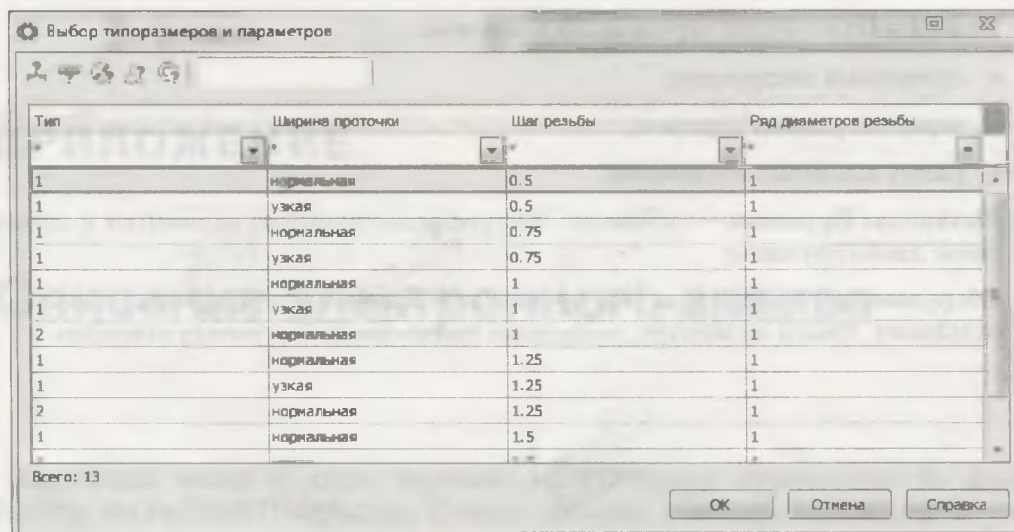 Выбор типоразмеров и параметров
Тип Ширина проточки Шаг резьбы Ряд диаметров резьбы
* * * *
1 нормальная 0.5 1
1 узкая 0.5 1
1 нормальная 0.75 1
1 узкая 0.75 1
1 нормальная 1 1
1 узкая 1 1
2 нормальная 1 1
1 нормальная 1.25 1
1 узкая 1.25 1
2 нормальная 1.25 1
1 нормальная 1.5 1
Всего: 13
OK Отмена Справка